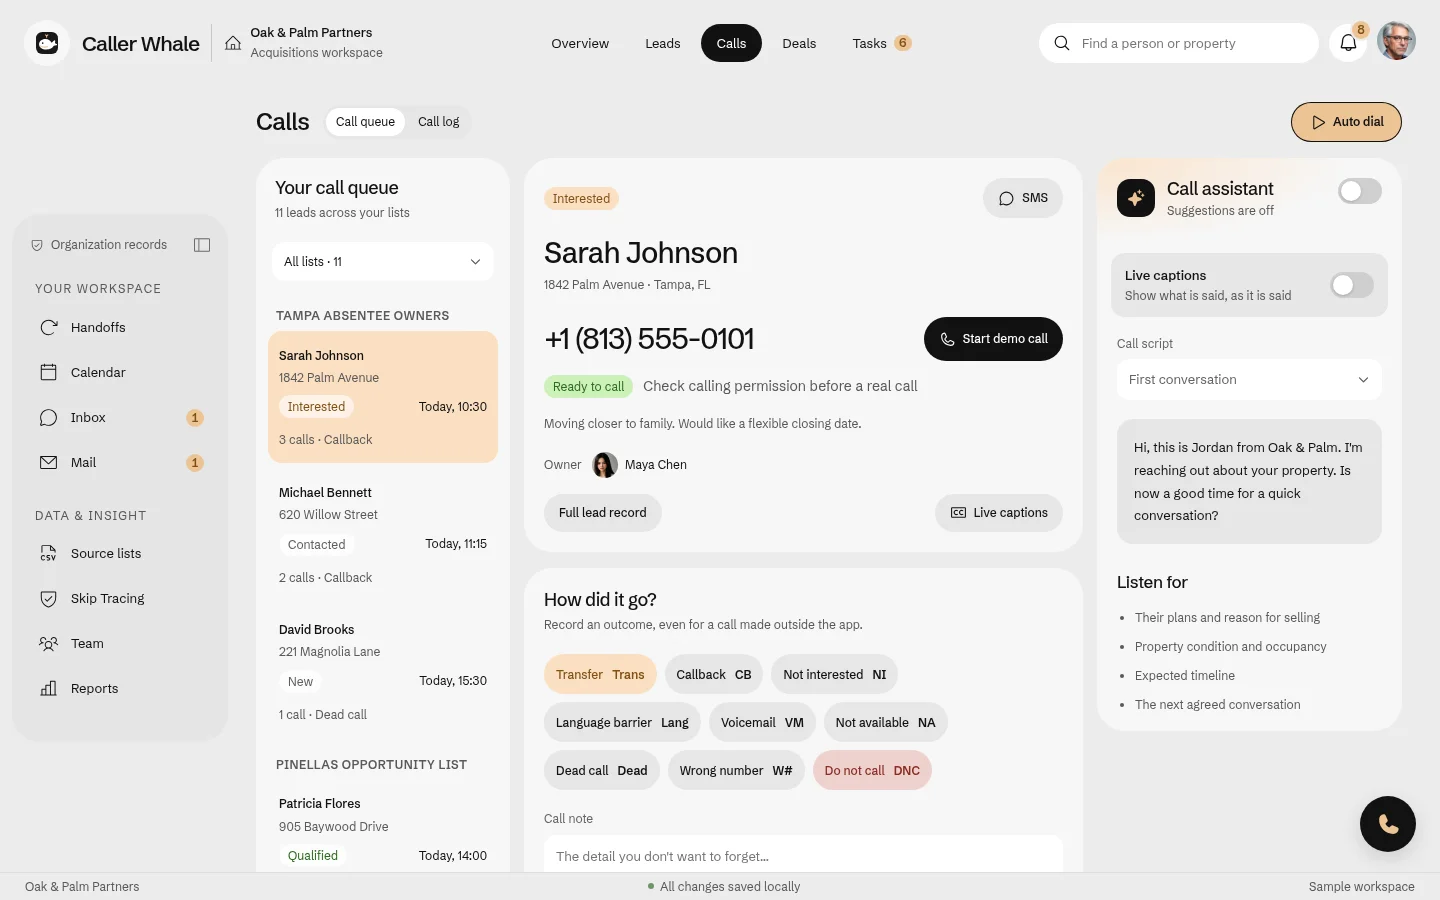 Caller Whale
Oak & Palm Partners
Acquisitions workspace
Overview
Leads
Calls
Deals
Tasks 6
Find a person or property
8
Calls
Call queue
Call log
Auto dial
Organization records
YOUR WORKSPACE
Handoffs
Calendar
Inbox 1
Mail 1
DATA & INSIGHT
CSV Source lists
Skip Tracing
Team
Reports
Your call queue
11 leads across your lists
All lists · 11
TAMPA ABSENTEE OWNERS
Sarah Johnson
1842 Palm Avenue
Interested Today, 10:30
3 calls · Callback
Michael Bennett
620 Willow Street
Contacted Today, 11:15
2 calls · Callback
David Brooks
221 Magnolia Lane
New Today, 15:30
1 call · Dead call
PINELLAS OPPORTUNITY LIST
Patricia Flores
905 Baywood Drive
Qualified Today, 14:00
Interested
SMS
Sarah Johnson
1842 Palm Avenue · Tampa, FL
+1 (813) 555-0101
Start demo call
Ready to call Check calling permission before a real call
Moving closer to family. Would like a flexible closing date.
Owner Maya Chen
Full lead record
CC Live captions
How did it go?
Record an outcome, even for a call made outside the app.
Transfer Trans
Callback CB
Not interested NI
Language barrier Lang
Voicemail VM
Not available NA
Dead call Dead
Wrong number W#
Do not call DNC
Call note
The detail you don't want to forget...
Call assistant
Suggestions are off
Live captions
Show what is said, as it is said
Call script
First conversation
Hi, this is Jordan from Oak & Palm. I'm
reaching out about your property. Is
now a good time for a quick
conversation?
Listen for
• Their plans and reason for selling
• Property condition and occupancy
• Expected timeline
• The next agreed conversation
Oak & Palm Partners
All changes saved locally
Sample workspace